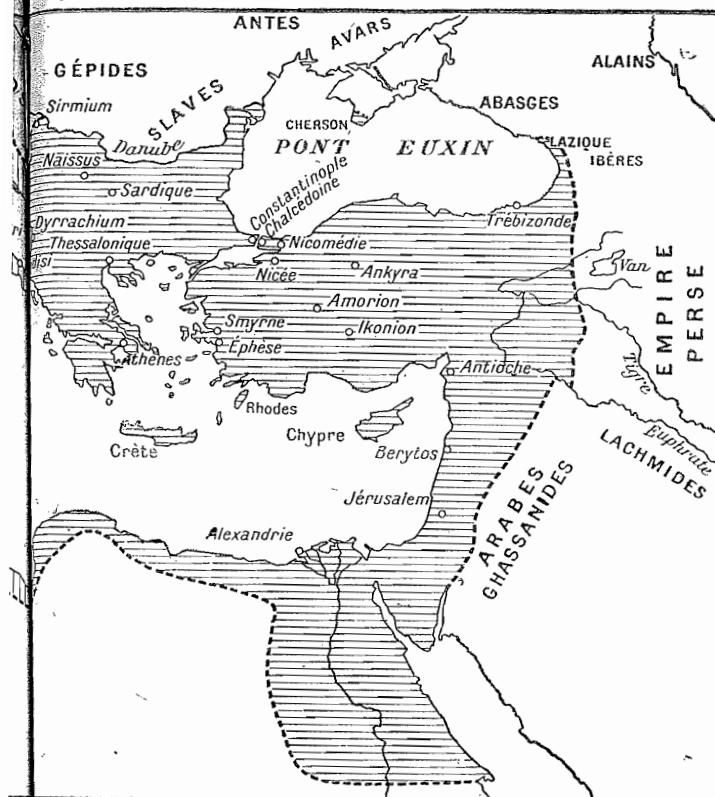 ANTES
AVARS
GÉPIDES
ALAINS
SLAVES
Sirmium
ABASGES
CHERSON
Danube
PONT EUXIN
LAZIQUE
IBÈRES
Naissus
Sardique
Constantinople
Chalcédoine
Dyrrachium
Trébizonde
Thessalonique
Nicomédie
Nicée
Ankyra
Van
EMPIRE
PERSE
Amorion
Smyrne
Ikonion
Éphèse
Athènes
Antioche
Tigre
Rhodes
Chypre
Crète
Berytos
Euphrate
LACHMIDES
Jérusalem
ARABES
GHASSANIDES
Alexandrie